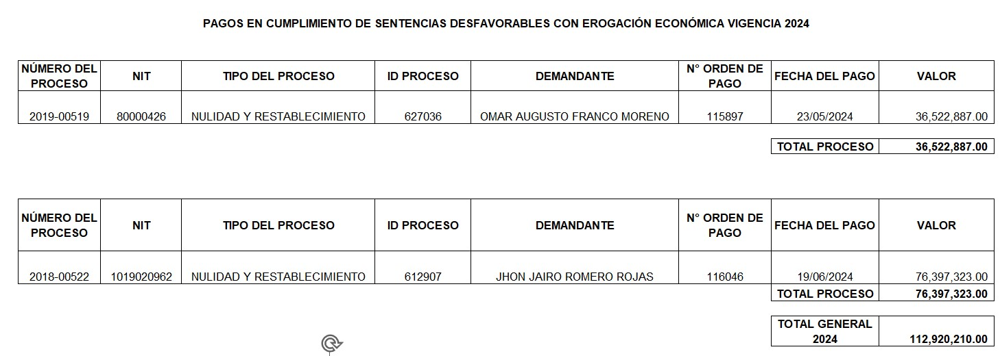 PAGOS EN CUMPLIMIENTO DE SENTENCIAS DESFAVORABLES CON EROGACIÓN ECONÓMICA VIGENCIA 2024
NÚMERO DEL PROCESO NIT TIPO DEL PROCESO ID PROCESO DEMANDANTE N° ORDEN DE PAGO FECHA DEL PAGO VALOR
2019-00519 80000426 NULIDAD Y RESTABLECIMIENTO 627036 OMAR AUGUSTO FRANCO MORENO 115897 23/05/2024 36,522,887.00
TOTAL PROCESO 36,522,887.00
NÚMERO DEL PROCESO NIT TIPO DEL PROCESO ID PROCESO DEMANDANTE N° ORDEN DE PAGO FECHA DEL PAGO VALOR
2018-00522 1019020962 NULIDAD Y RESTABLECIMIENTO 612907 JHON JAIRO ROMERO ROJAS 116046 19/06/2024 76,397,323.00
TOTAL PROCESO 76,397,323.00
TOTAL GENERAL 2024 112,920,210.00